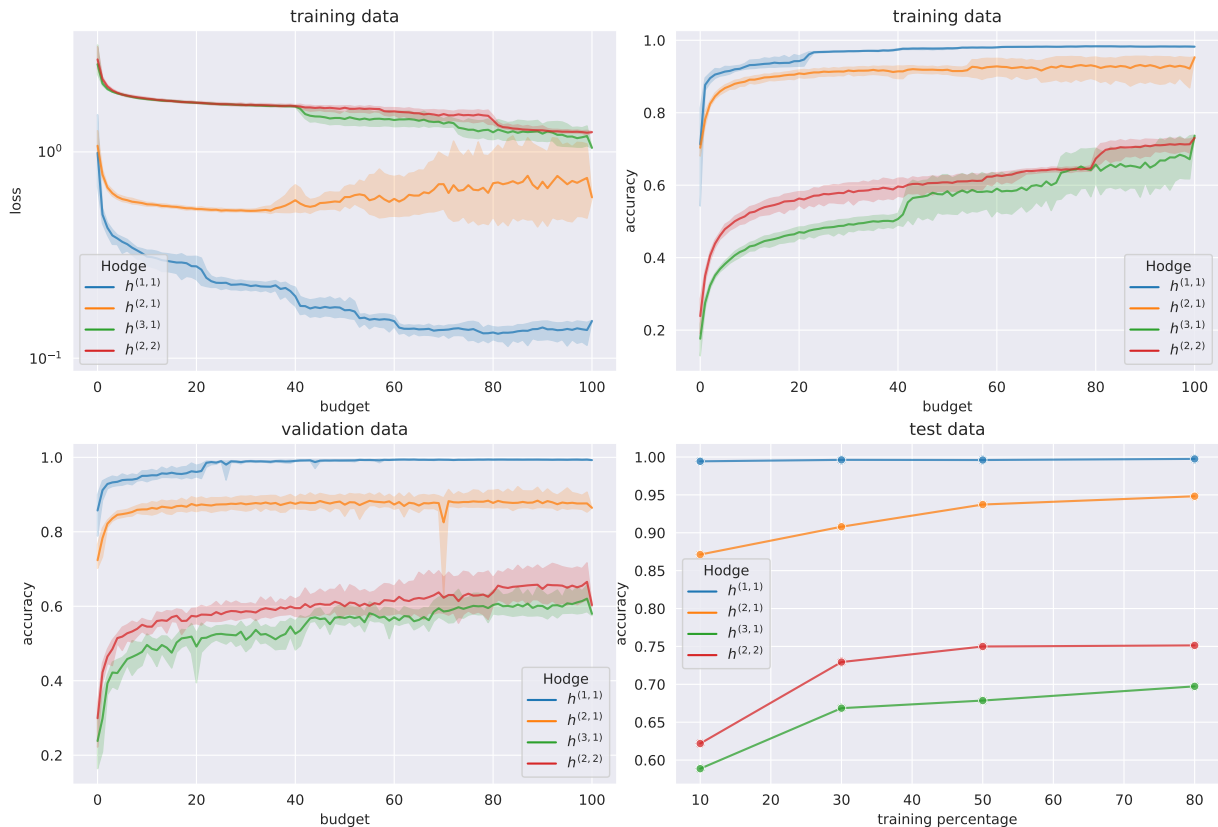 training data
loss
10⁰
10⁻¹
0 20 40 60 80 100
budget
Hodge
h^(1,1)
h^(2,1)
h^(3,1)
h^(2,2)
training data
accuracy
1.0
0.8
0.6
0.4
0.2
0 20 40 60 80 100
budget
Hodge
h^(1,1)
h^(2,1)
h^(3,1)
h^(2,2)
validation data
accuracy
1.0
0.8
0.6
0.4
0.2
0 20 40 60 80 100
budget
Hodge
h^(1,1)
h^(2,1)
h^(3,1)
h^(2,2)
test data
accuracy
1.00
0.95
0.90
0.85
0.80
0.75
0.70
0.65
0.60
10 20 30 40 50 60 70 80
training percentage
Hodge
h^(1,1)
h^(2,1)
h^(3,1)
h^(2,2)